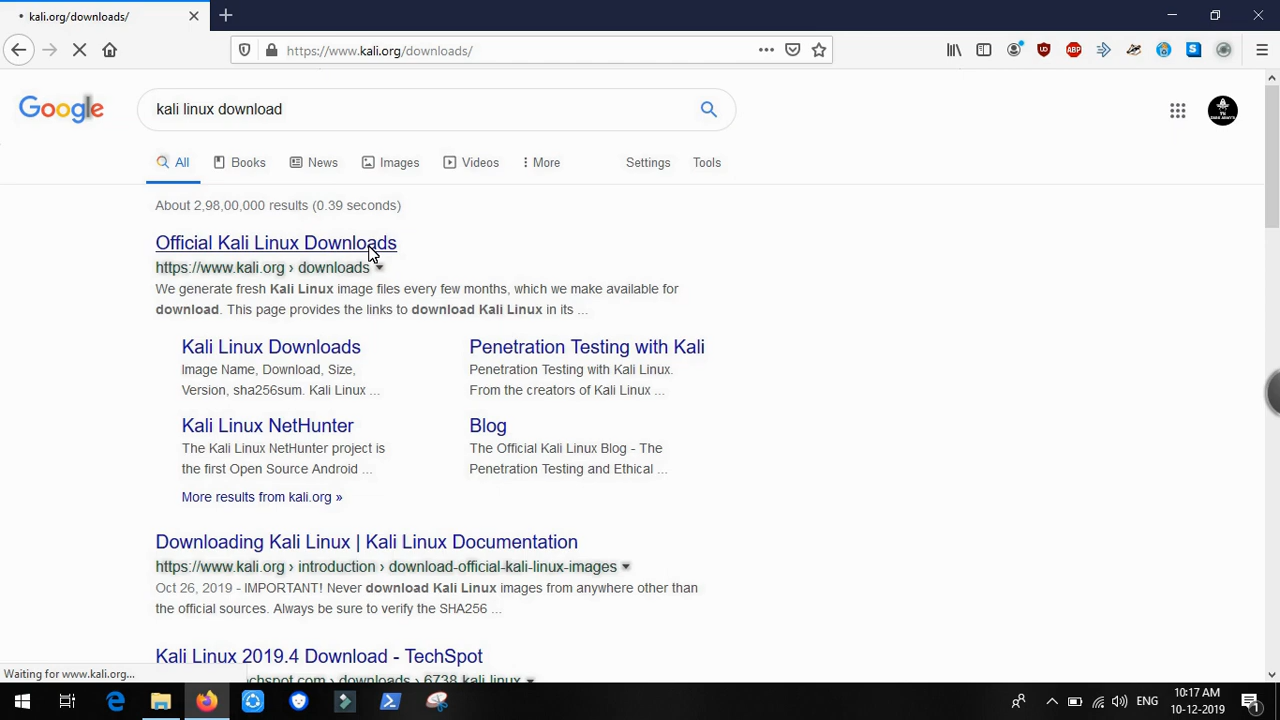 kali.org/downloads/
https://www.kali.org/downloads/
Google
kali linux download
All Books News Images Videos More Settings Tools
About 2,98,00,000 results (0.39 seconds)
Official Kali Linux Downloads
https://www.kali.org › downloads
We generate fresh Kali Linux image files every few months, which we make available for
download. This page provides the links to download Kali Linux in its ...
Kali Linux Downloads
Image Name, Download, Size,
Version, sha256sum. Kali Linux ...
Penetration Testing with Kali
Penetration Testing with Kali Linux.
From the creators of Kali Linux ...
Kali Linux NetHunter
The Kali Linux NetHunter project is
the first Open Source Android ...
Blog
The Official Kali Linux Blog - The
Penetration Testing and Ethical ...
More results from kali.org »
Downloading Kali Linux | Kali Linux Documentation
https://www.kali.org › introduction › download-official-kali-linux-images
Oct 26, 2019 - IMPORTANT! Never download Kali Linux images from anywhere other than
the official sources. Always be sure to verify the SHA256 ...
Kali Linux 2019.4 Download - TechSpot
› downloads › 6738 kali linux
Waiting for www.kali.org...
ENG
10:17 AM
10-12-2019
ABP
S
1